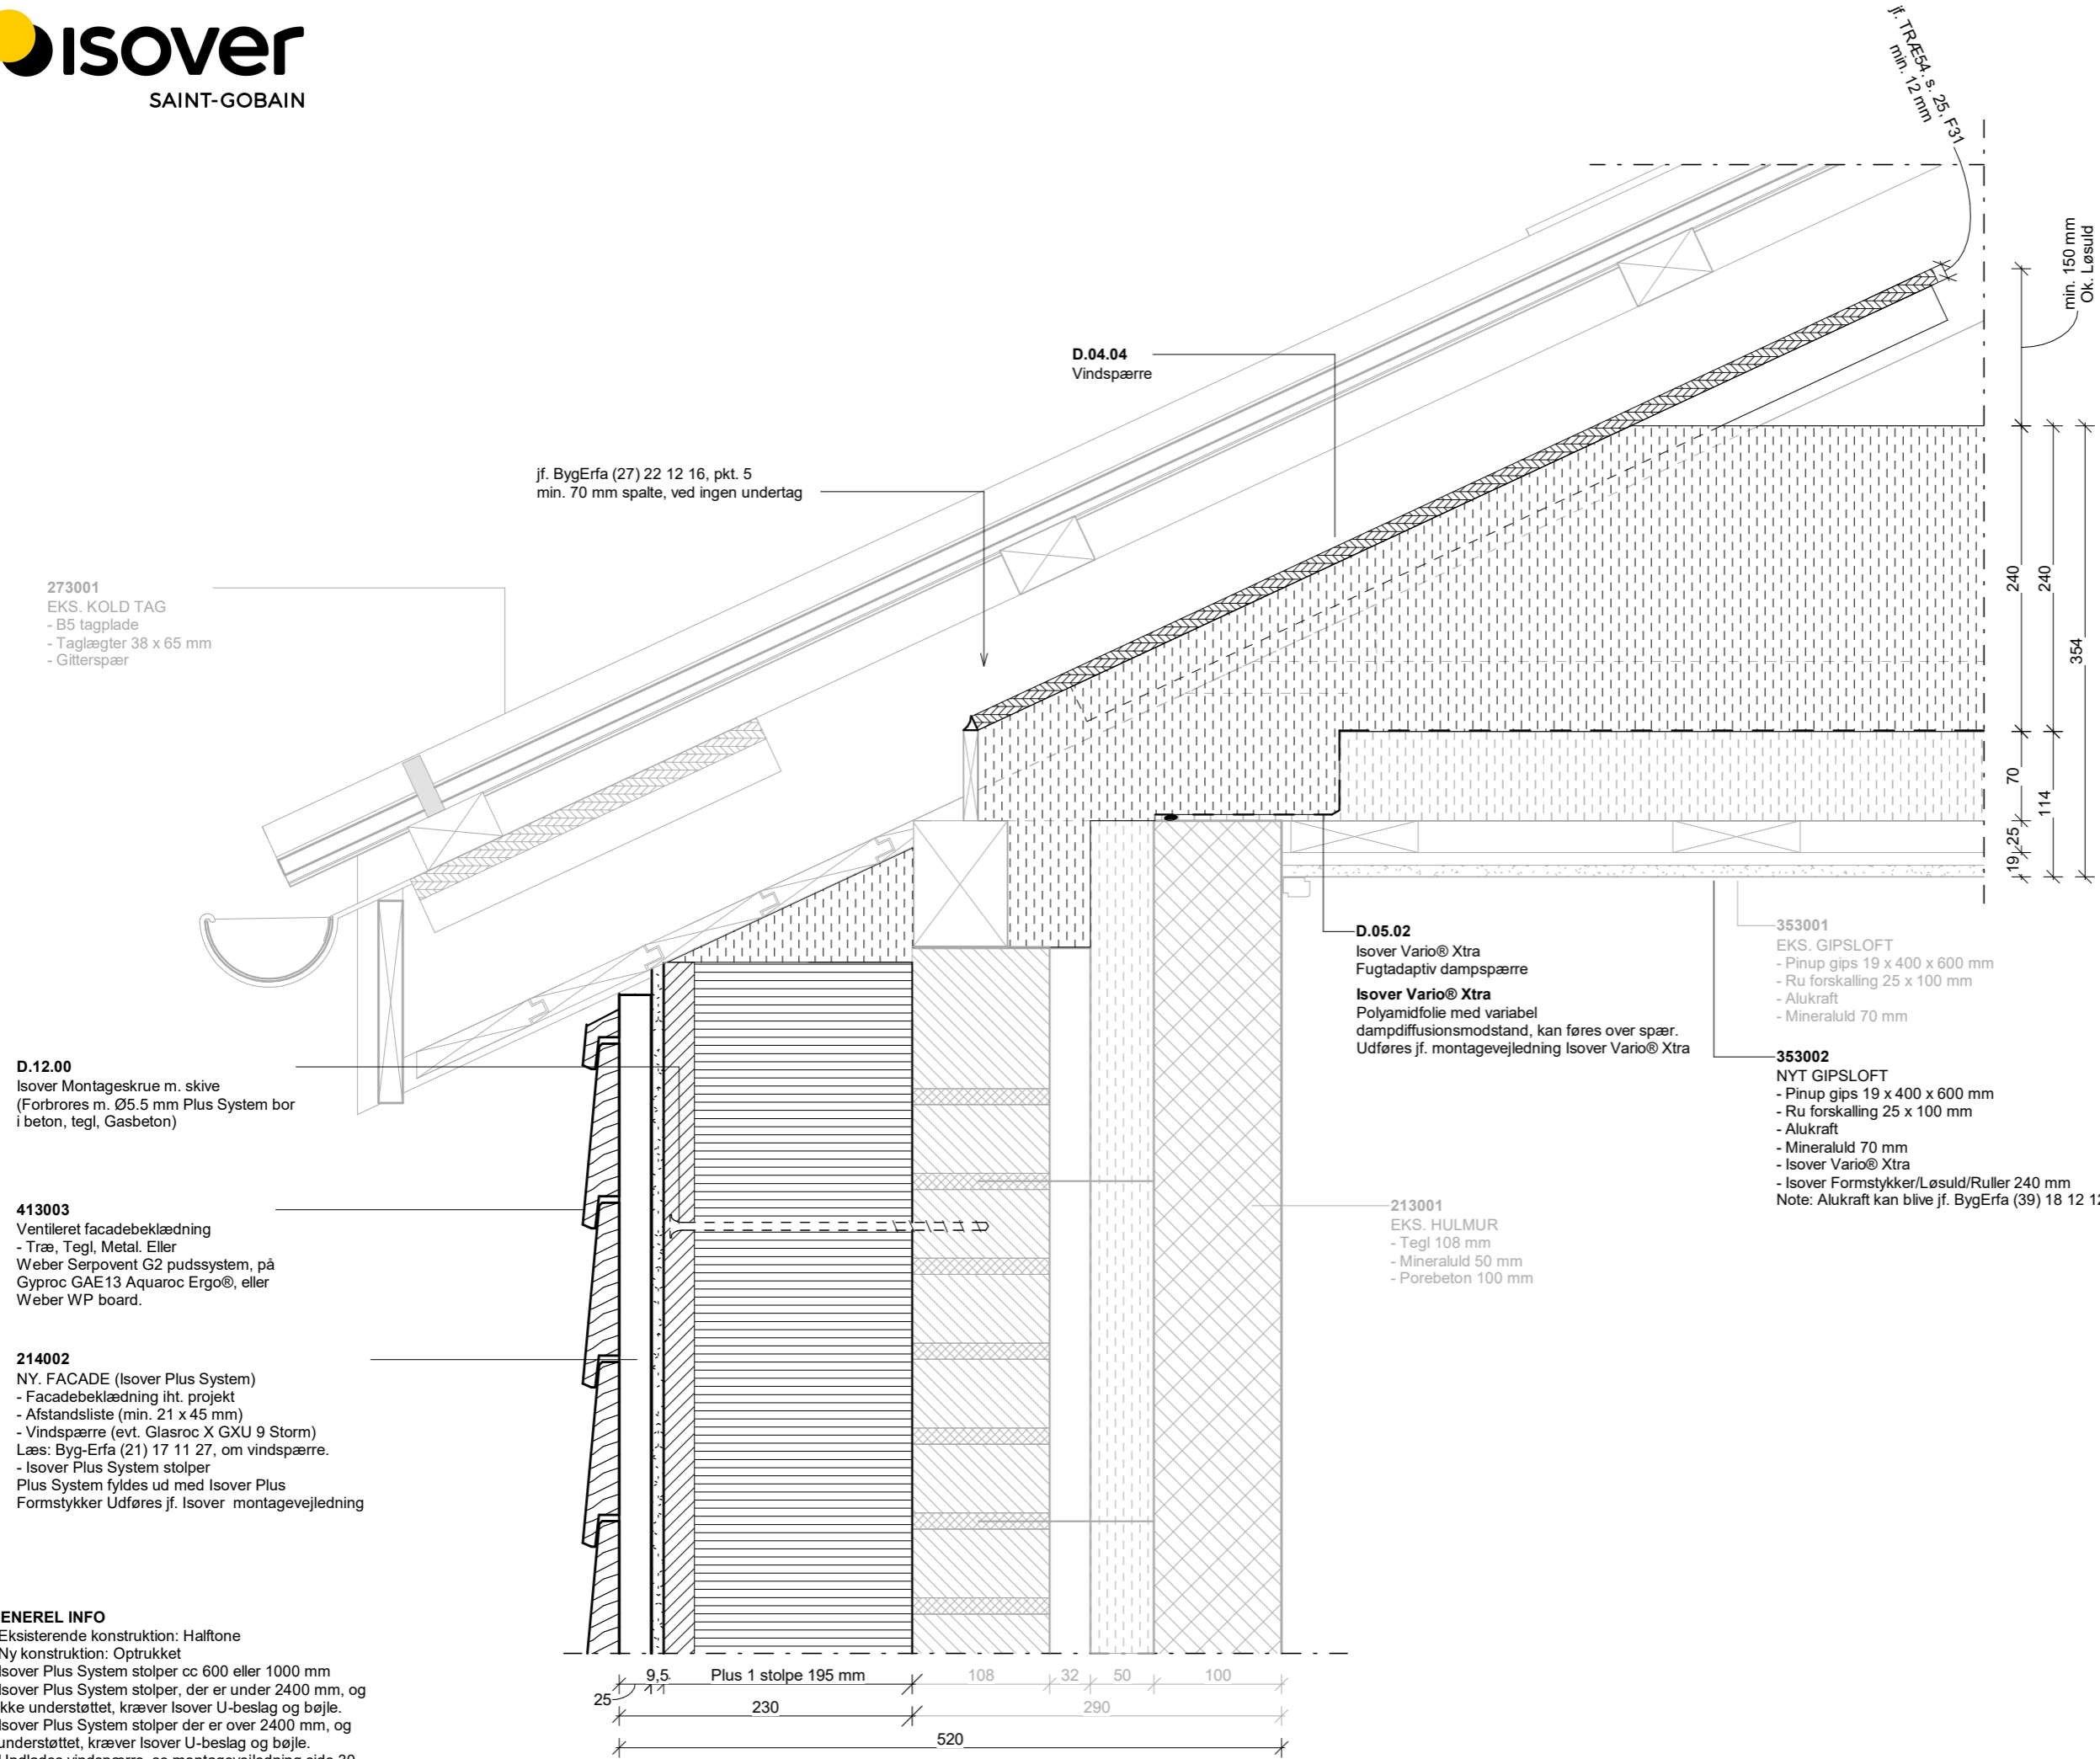 isover
SAINT-GOBAIN
jf. TRÆ54. s. 25, F31
min. 12 mm
min. 150 mm
Ok. Løsuld
D.04.04
Vindspærre
jf. BygErfa (27) 22 12 16, pkt. 5
min. 70 mm spalte, ved ingen undertag
273001
EKS. KOLD TAG
- B5 tagplade
- Taglægter 38 x 65 mm
- Gitterspær
240
240
354
70
114
25
19
D.05.02
Isover Vario® Xtra
Fugtadaptiv dampspærre
Isover Vario® Xtra
Polyamidfolie med variabel
dampdiffusionsmodstand, kan føres over spær.
Udføres jf. montagevejledning Isover Vario® Xtra
353001
EKS. GIPSLOFT
- Pinup gips 19 x 400 x 600 mm
- Ru forskalling 25 x 100 mm
- Alukraft
- Mineraluld 70 mm
353002
NYT GIPSLOFT
- Pinup gips 19 x 400 x 600 mm
- Ru forskalling 25 x 100 mm
- Alukraft
- Mineraluld 70 mm
- Isover Vario® Xtra
- Isover Formstykker/Løsuld/Ruller 240 mm
Note: Alukraft kan blive jf. BygErfa (39) 18 12 12
D.12.00
Isover Montageskrue m. skive
(Forbrores m. Ø5.5 mm Plus System bor
i beton, tegl, Gasbeton)
413003
Ventileret facadebeklædning
- Træ, Tegl, Metal. Eller
Weber Serpovent G2 pudssystem, på
Gyproc GAE13 Aquaroc Ergo®, eller
Weber WP board.
213001
EKS. HULMUR
- Tegl 108 mm
- Mineraluld 50 mm
- Porebeton 100 mm
214002
NY. FACADE (Isover Plus System)
- Facadebeklædning iht. projekt
- Afstandsliste (min. 21 x 45 mm)
- Vindspærre (evt. Glasroc X GXU 9 Storm)
Læs: Byg-Erfa (21) 17 11 27, om vindspærre.
- Isover Plus System stolper
Plus System fyldes ud med Isover Plus
Formstykker Udføres jf. Isover montagevejledning
ENEREL INFO
Eksisterende konstruktion: Halftone
Ny konstruktion: Optrukket
Isover Plus System stolper cc 600 eller 1000 mm
Isover Plus System stolper, der er under 2400 mm, og
ikke understøttet, kræver Isover U-beslag og bøjle.
Isover Plus System stolper der er over 2400 mm, og
understøttet, kræver Isover U-beslag og bøjle.
25
9,5
Plus 1 stolpe 195 mm
108
32
50
100
230
290
520